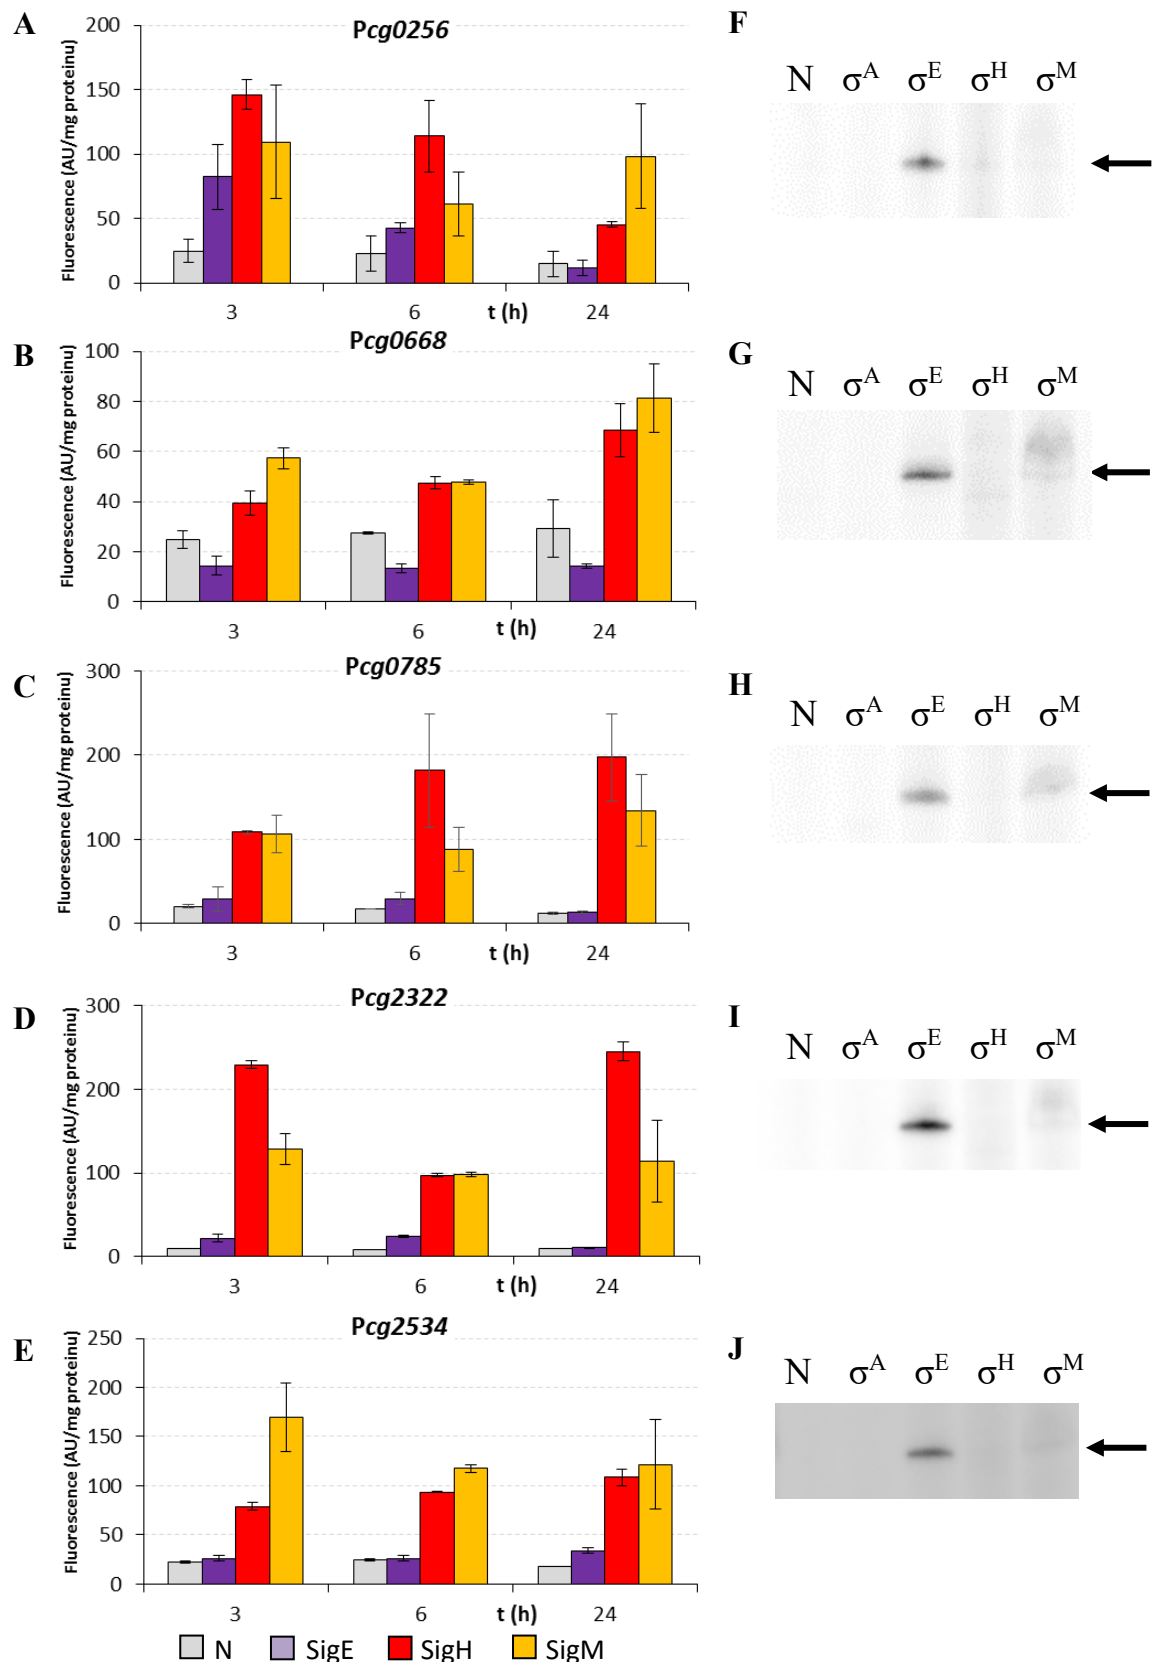 A
Pcg0256
Fluorescence (AU/mg proteinu)
200
150
100
50
0
3
6
t (h)
24
F
N σA σE σH σM
B
Pcg0668
Fluorescence (AU/mg proteinu)
100
80
60
40
20
0
3
6
t (h)
24
G
N σA σE σH σM
C
Pcg0785
Fluorescence (AU/mg proteinu)
300
200
100
0
3
6
t (h)
24
H
N σA σE σH σM
D
Pcg2322
Fluorescence (AU/mg proteinu)
300
200
100
0
3
6
t (h)
24
I
N σA σE σH σM
E
Pcg2534
Fluorescence (AU/mg proteinu)
250
200
150
100
50
0
3
6
t (h)
24
J
N σA σE σH σM
N SigE SigH SigM